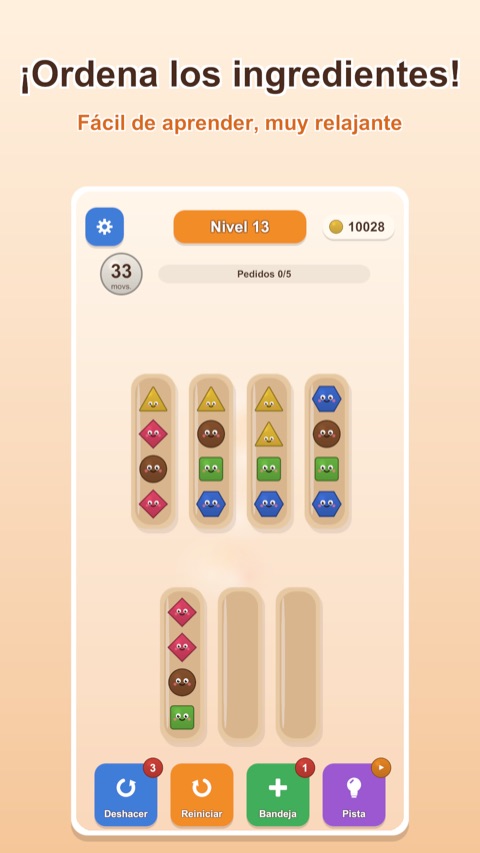 ¡Ordena los ingredientes!
Fácil de aprender, muy relajante
Nivel 13
10028
33
movs
Pedidos 0/5
3
1
Deshacer
Reiniciar
Bandeja
Pista